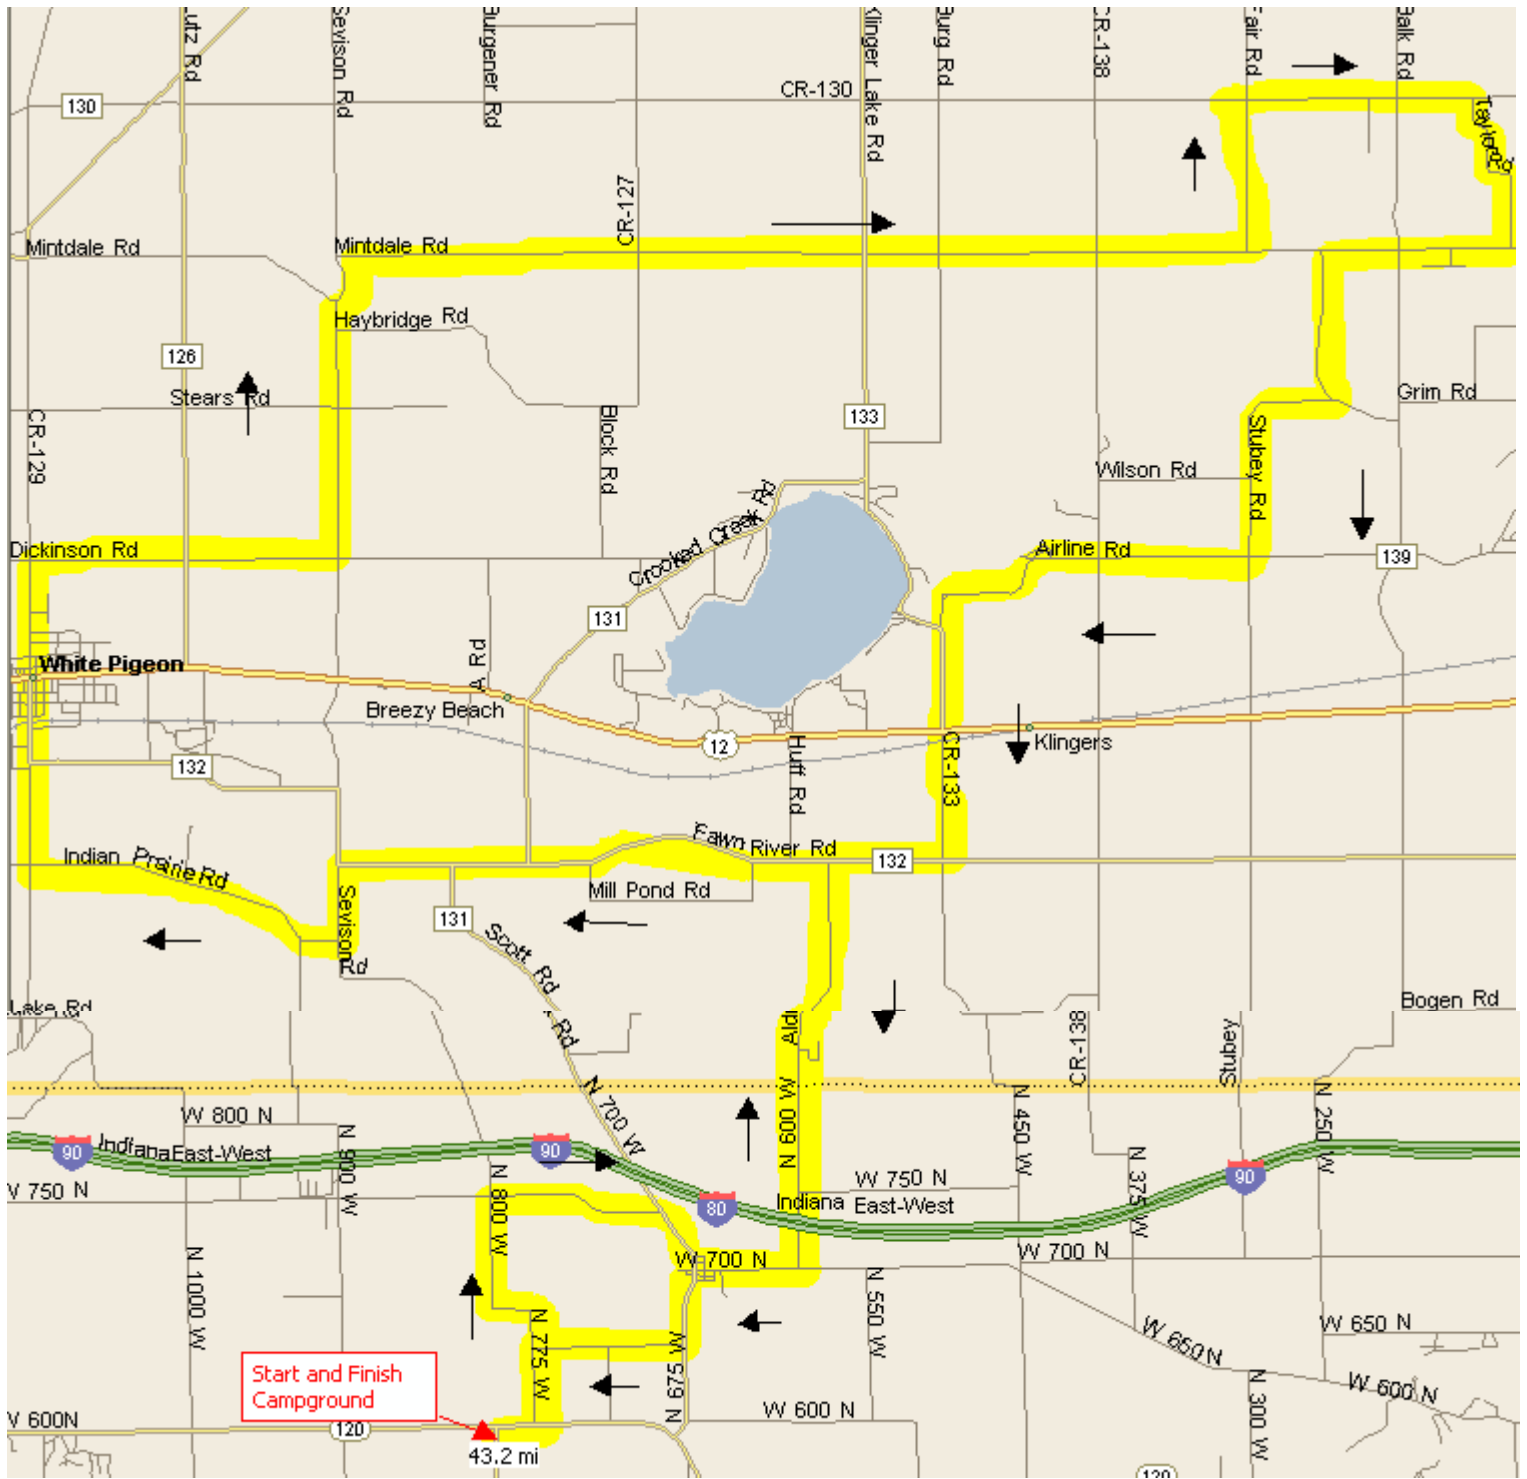 utz Rd
Sevison Rd
Burgener Rd
Klinger Lake Rd
Burg Rd
CR-138
Fair Rd
Balk Rd
130
CR-130
Taylor
CR-127
Mintdale Rd
Mintdale Rd
Haybridge Rd
126
Stears Rd
Grim Rd
CR-129
Block Rd
133
Stubey Rd
Wilson Rd
Crooked Creek Rd
Dickinson Rd
Airline Rd
139
131
White Pigeon
A Rd
Breezy Beach
12
Huff Rd
CR-133
Klingers
132
Fawn River Rd
132
Indian Prairie Rd
Mill Pond Rd
Sevison Rd
131
Scott Rd
Rd
Lake Rd
Bogen Rd
Ald
CR-138
Stubey
N 700 W
N 600 W
N 450 W
N 250 W
W 800 N
90
Indiana East-West
90
N 900 W
N 800 W
N 375 W
90
W 750 N
W 750 N
80
Indiana East-West
W 700 N
W 700 N
N 1000 W
N 550 W
N 775 W
N 675 W
W 650 N
W 650 N
Start and Finish
Campground
W 600 N
N 300 W
W 600N
120
W 600 N
43.2 mi
120